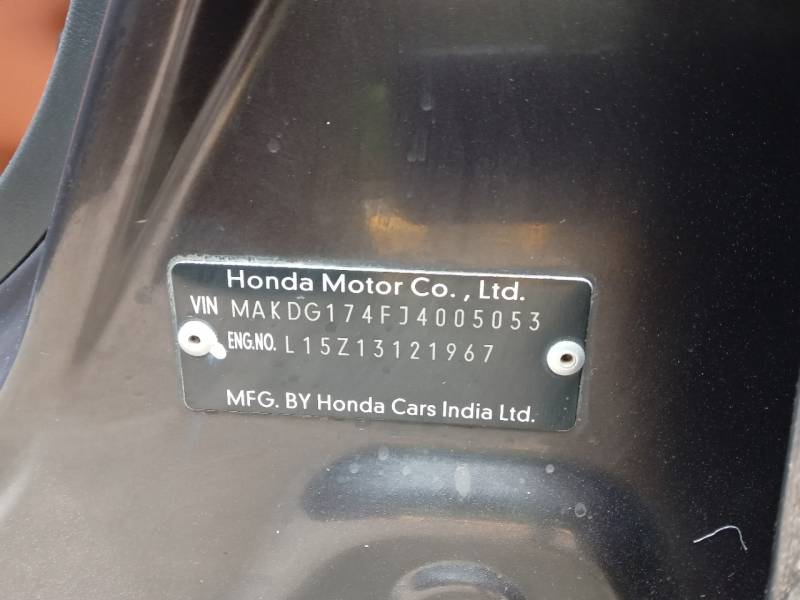 Honda Motor Co., Ltd.
VIN MAKDG174FJ4005053
ENG.NO. L15Z13121967
MFG. BY Honda Cars India Ltd.